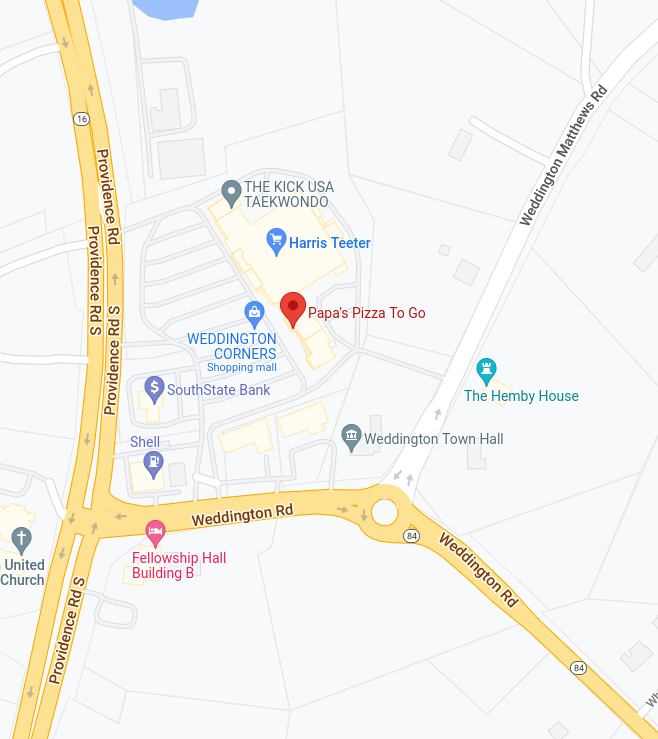 16
Providence Rd
Providence Rd S
Providence Rd S
Weddington Matthews Rd
THE KICK USA
TAEKWONDO
Harris Teeter
Papa's Pizza To Go
WEDDINGTON
CORNERS
Shopping mall
SouthState Bank
The Hemby House
Shell
Weddington Town Hall
Weddington Rd
84
Weddington Rd
Fellowship Hall
Building B
United
Church
Providence Rd S
84